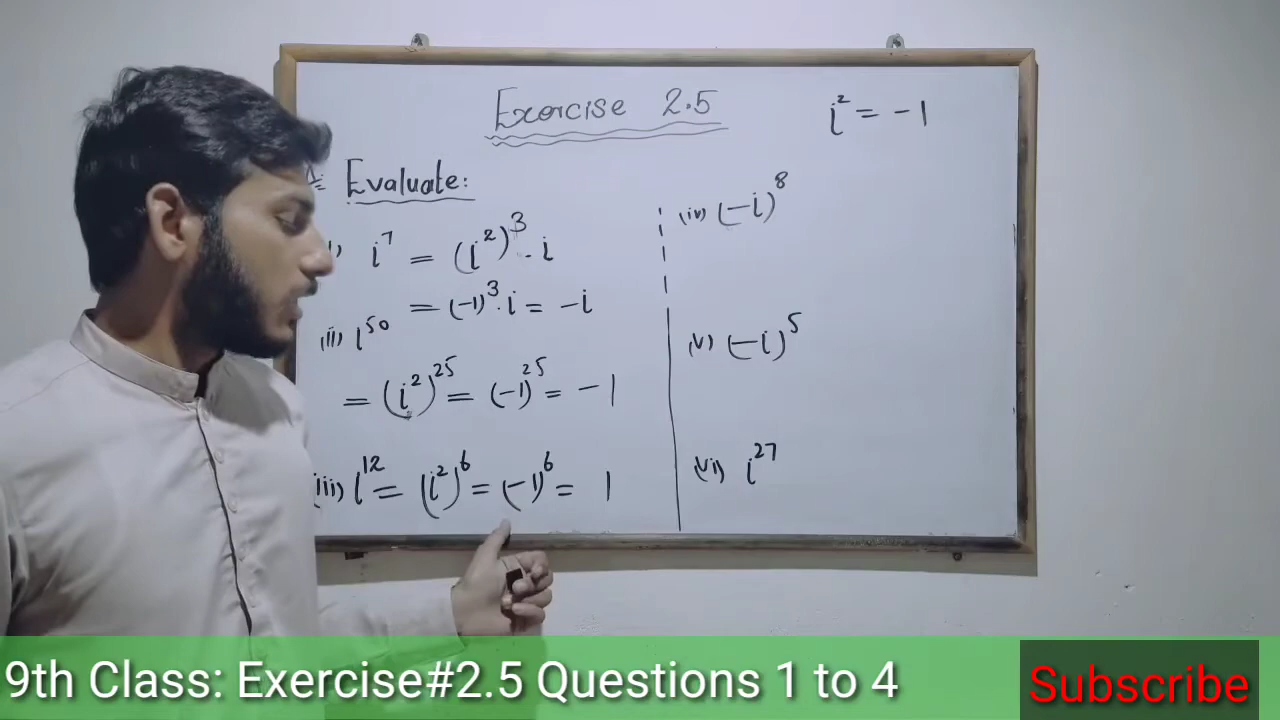 Exercise 2.5
i² = -1
Evaluate:
i⁷ = (i²)³ . i
= (-1)³ . i = -i
(ii) i⁵⁰
= (i²)²⁵ = (-1)²⁵ = -1
(iii) i¹² = (i²)⁶ = (-1)⁶ = 1
(iv) (-i)⁸
(v) (-i)⁵
(vi) i²⁷
9th Class: Exercise#2.5 Questions 1 to 4
Subscribe